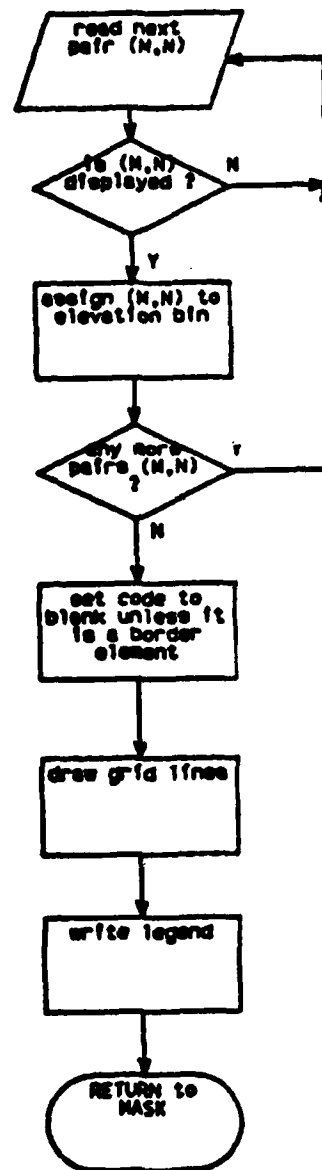 read next
pair (M,N)
is (M,N)
displayed ?
N
Y
assign (M,N) to
elevation bin
any more
pairs (M,N)
?
Y
N
set code to
blank unless it
is a border
element
draw grid lines
write legend
RETURN to
MASK